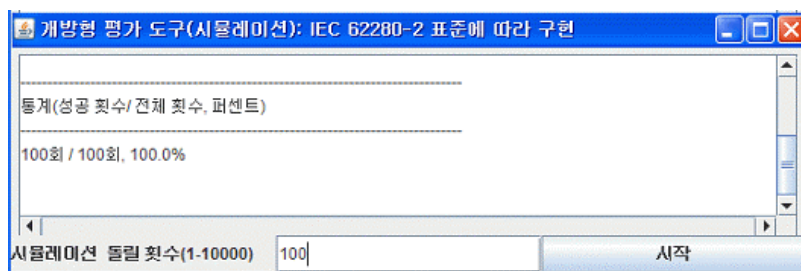 개방형 평가 도구(시뮬레이션): IEC 62280-2 표준에 따라 구현
통계(성공 횟수/ 전체 횟수, 퍼센트)
100회 / 100회, 100.0%
시뮬레이션 돌릴 횟수(1-10000) 100 시작